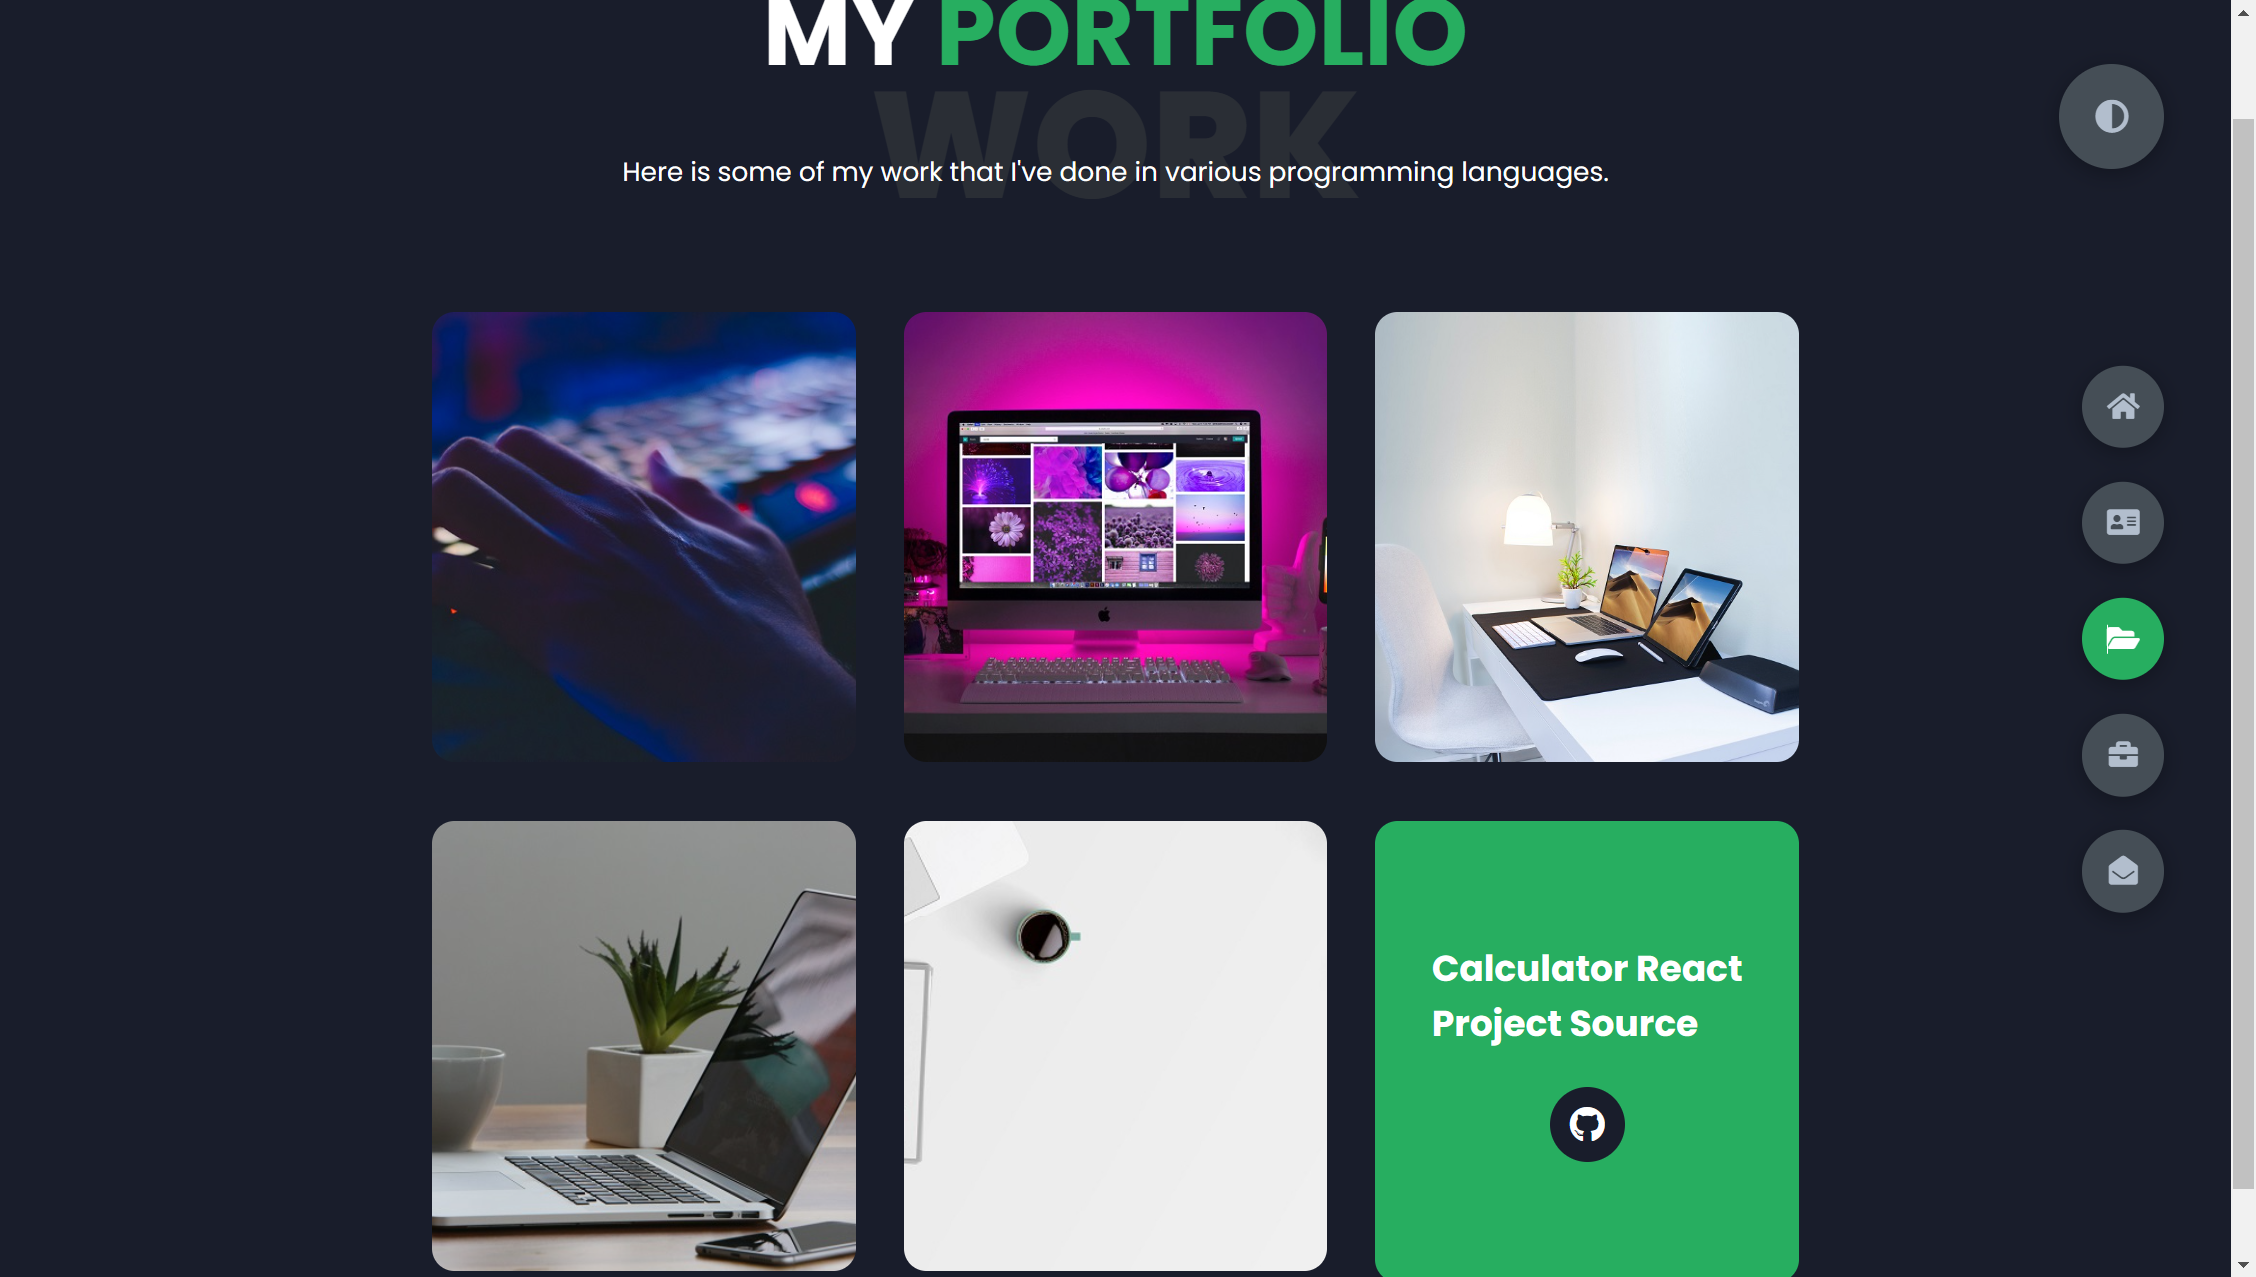 MY PORTFOLIO
WORK
Here is some of my work that I've done in various programming languages.
Calculator React
Project Source